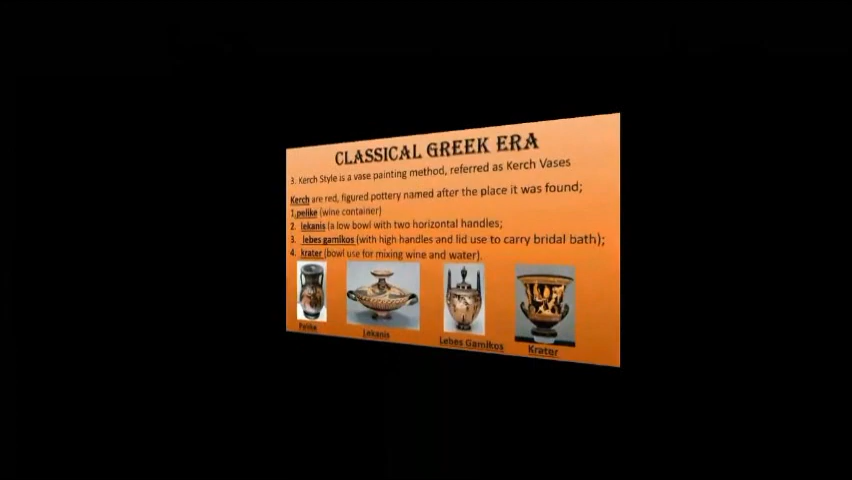 CLASSICAL GREEK ERA
3. Kerch Style is a vase painting method, referred as Kerch Vases
Kerch are red, figured pottery named after the place it was found;
1.pelike (wine container)
2. lekanis (a low bowl with two horizontal handles;
3. lebes gamikos (with high handles and lid use to carry bridal bath);
4. krater (bowl use for mixing wine and water).
Pelike
Lekanis
Lebes Gamikos
Krater